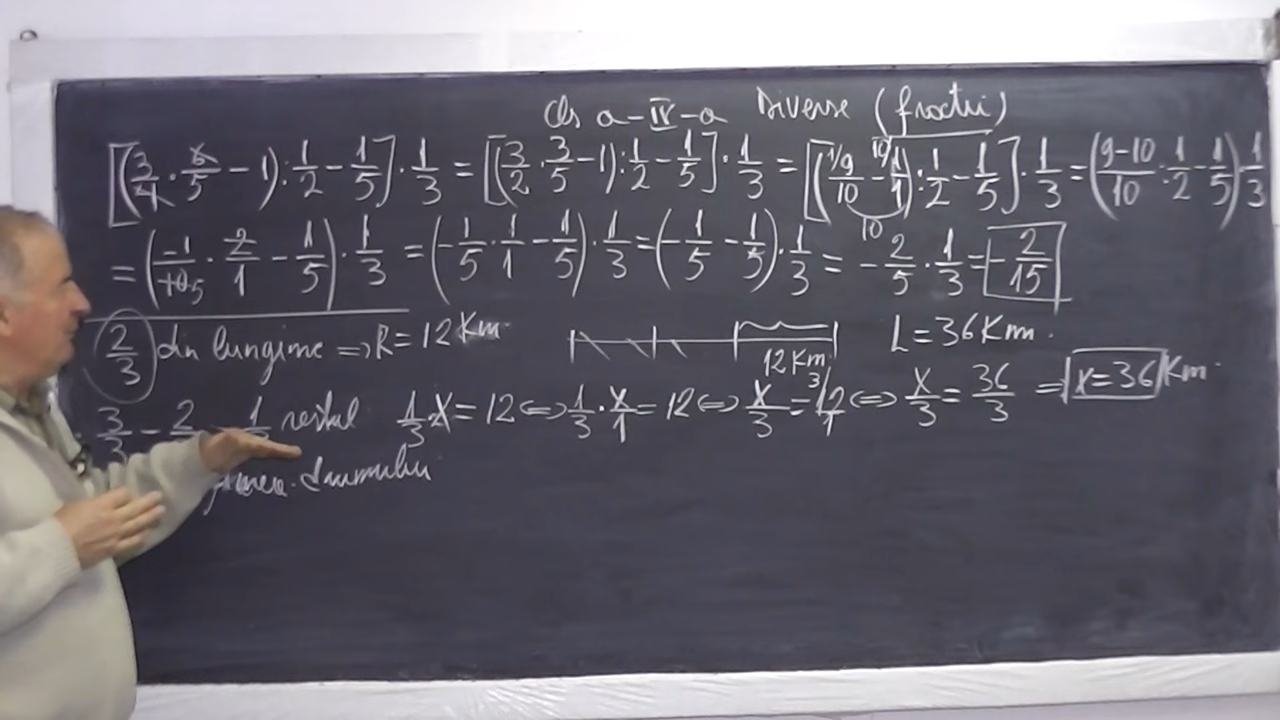 Cls a-IV-a Diverse (fractii)
[(3/4 · 6/5 - 1) : 1/2 - 1/5] · 1/3 = [(3/2 · 3/5 - 1) : 1/2 - 1/5] · 1/3 = [(1/9/10 - 10/1/1) : 1/2 - 1/5] · 1/3 = (9-10/10 : 1/2 - 1/5) · 1/3
10
= (-1/10 5 · 2/1 - 1/5) · 1/3 = (-1/5 · 1/1 - 1/5) · 1/3 = (-1/5 - 1/5) · 1/3 = -2/5 · 1/3 = -2/15
2/3 din lungime => R = 12 Km. 12 Km L = 36 Km.
3/3 - 2 1 restul 1/3 · x = 12 <=> 1/3 · x/1 = 12 <=> x/3 = 3/12/1 <=> x/3 = 36/3 => x = 36 Km.
drumului